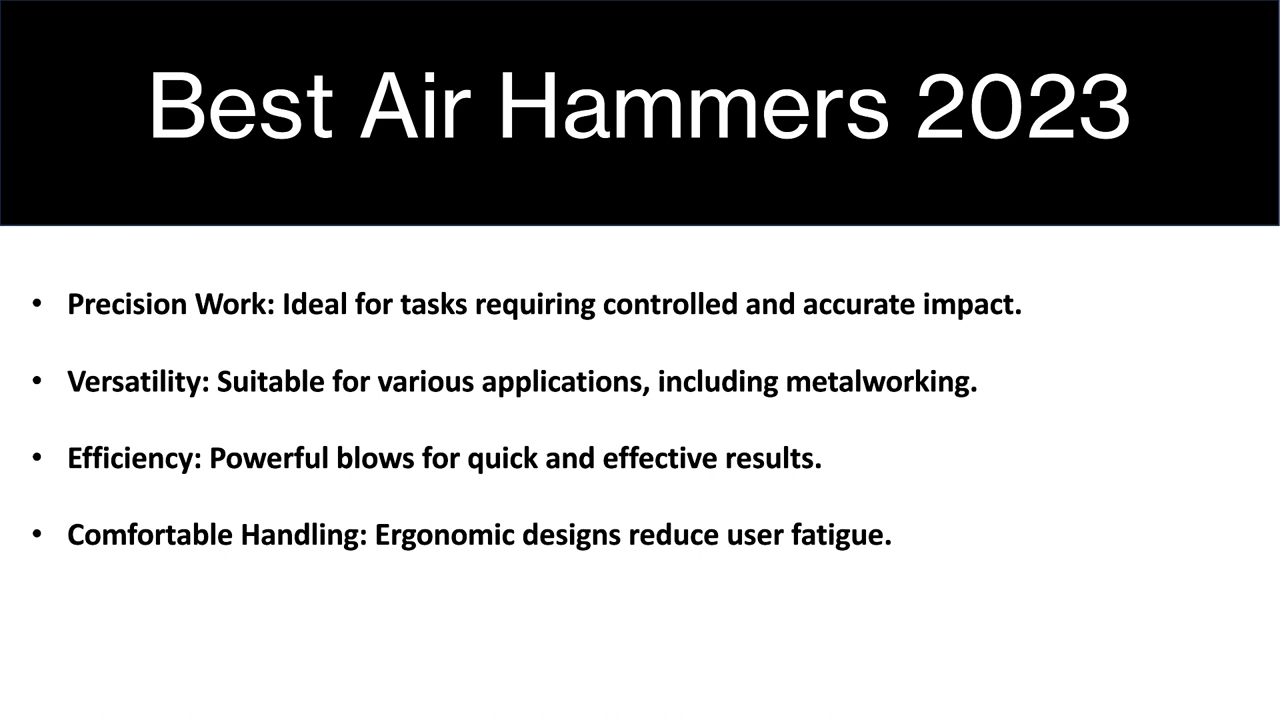 Best Air Hammers 2023
• Precision Work: Ideal for tasks requiring controlled and accurate impact.
• Versatility: Suitable for various applications, including metalworking.
• Efficiency: Powerful blows for quick and effective results.
• Comfortable Handling: Ergonomic designs reduce user fatigue.